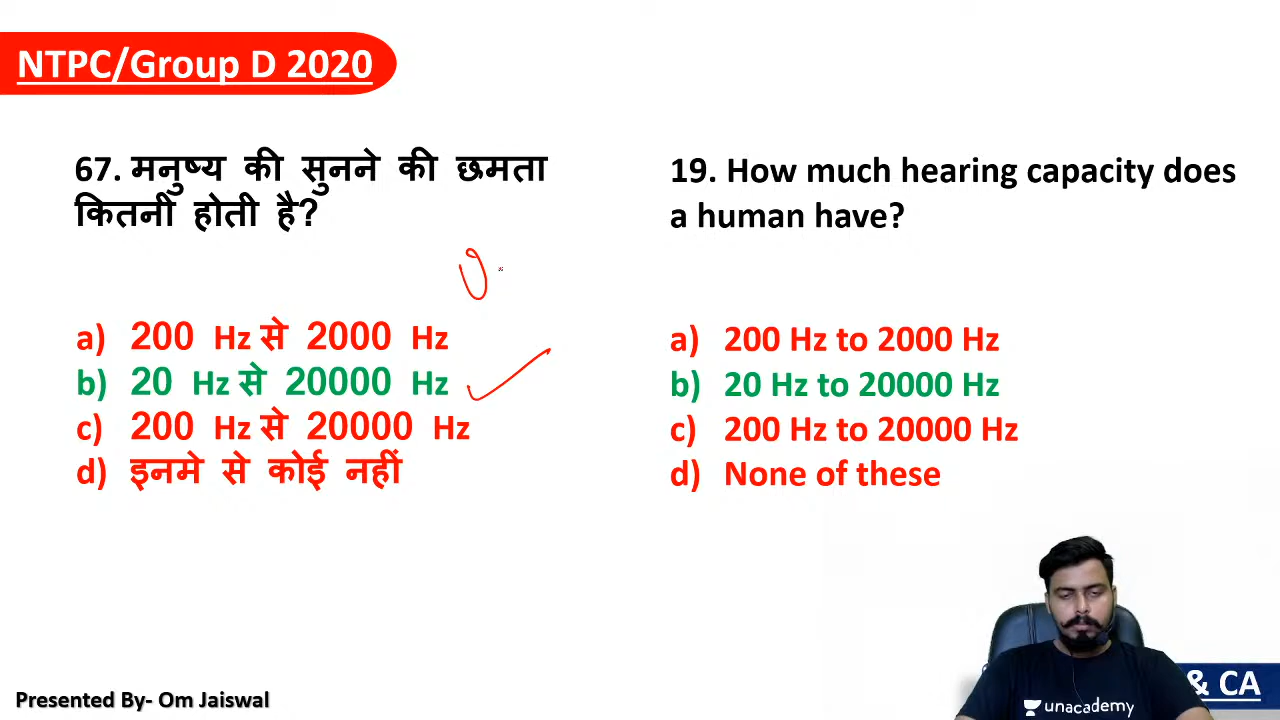 NTPC/Group D 2020
67. मनुष्य की सुनने की छमता
कितनी होती है?
a) 200 Hz से 2000 Hz
b) 20 Hz से 20000 Hz
c) 200 Hz से 20000 Hz
d) इनमे से कोई नहीं
19. How much hearing capacity does
a human have?
a) 200 Hz to 2000 Hz
b) 20 Hz to 20000 Hz
c) 200 Hz to 20000 Hz
d) None of these
Presented By- Om Jaiswal
unacademy
& CA